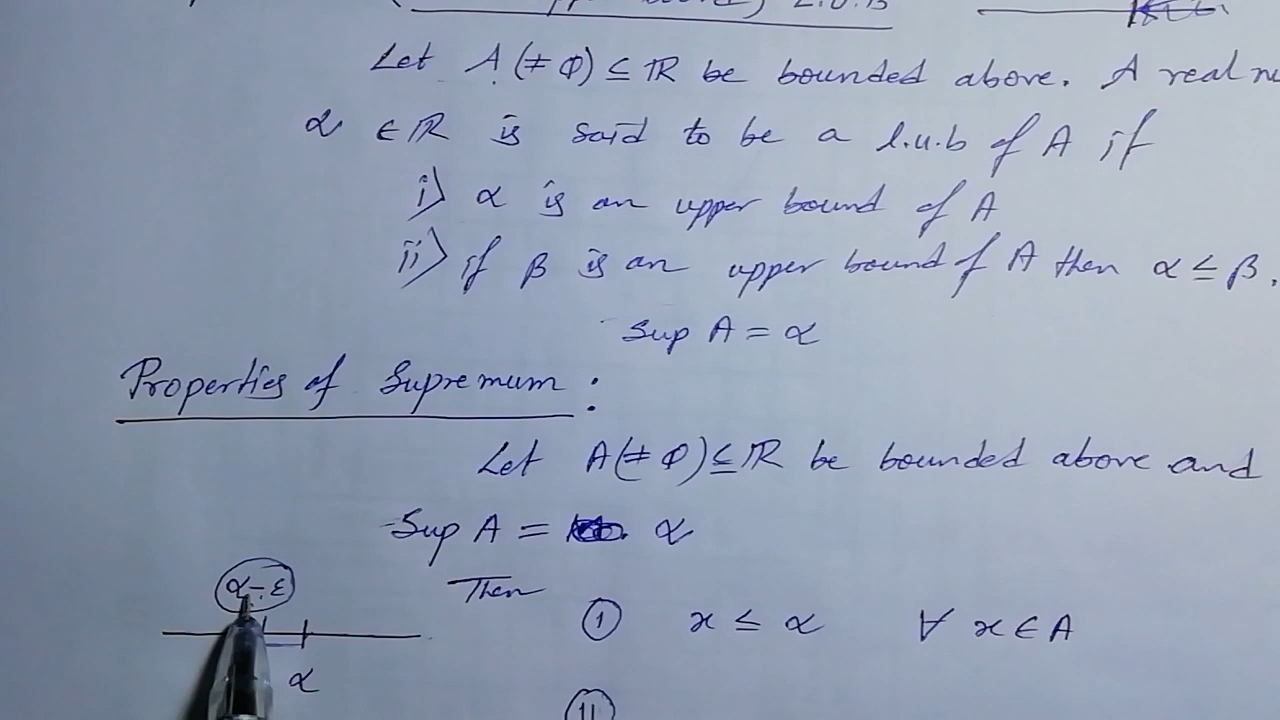 L.U.B
Let A (≠ Φ) ⊆ ℝ be bounded above. A real
α ∈ ℝ is said to be a l.u.b of A if
i) α is an upper bound of A
ii) if β is an upper bound of A then α ≤ β.
Sup A = α
Properties of Supremum :
Let A (≠ Φ) ⊆ ℝ be bounded above and
Sup A = α
α - ε
Then ① x ≤ α ∀ x ∈ A
α
⑪